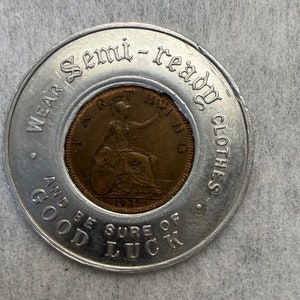 WEAR Semi-ready CLOTHES
AND BE SURE OF
GOOD LUCK
FARTHING